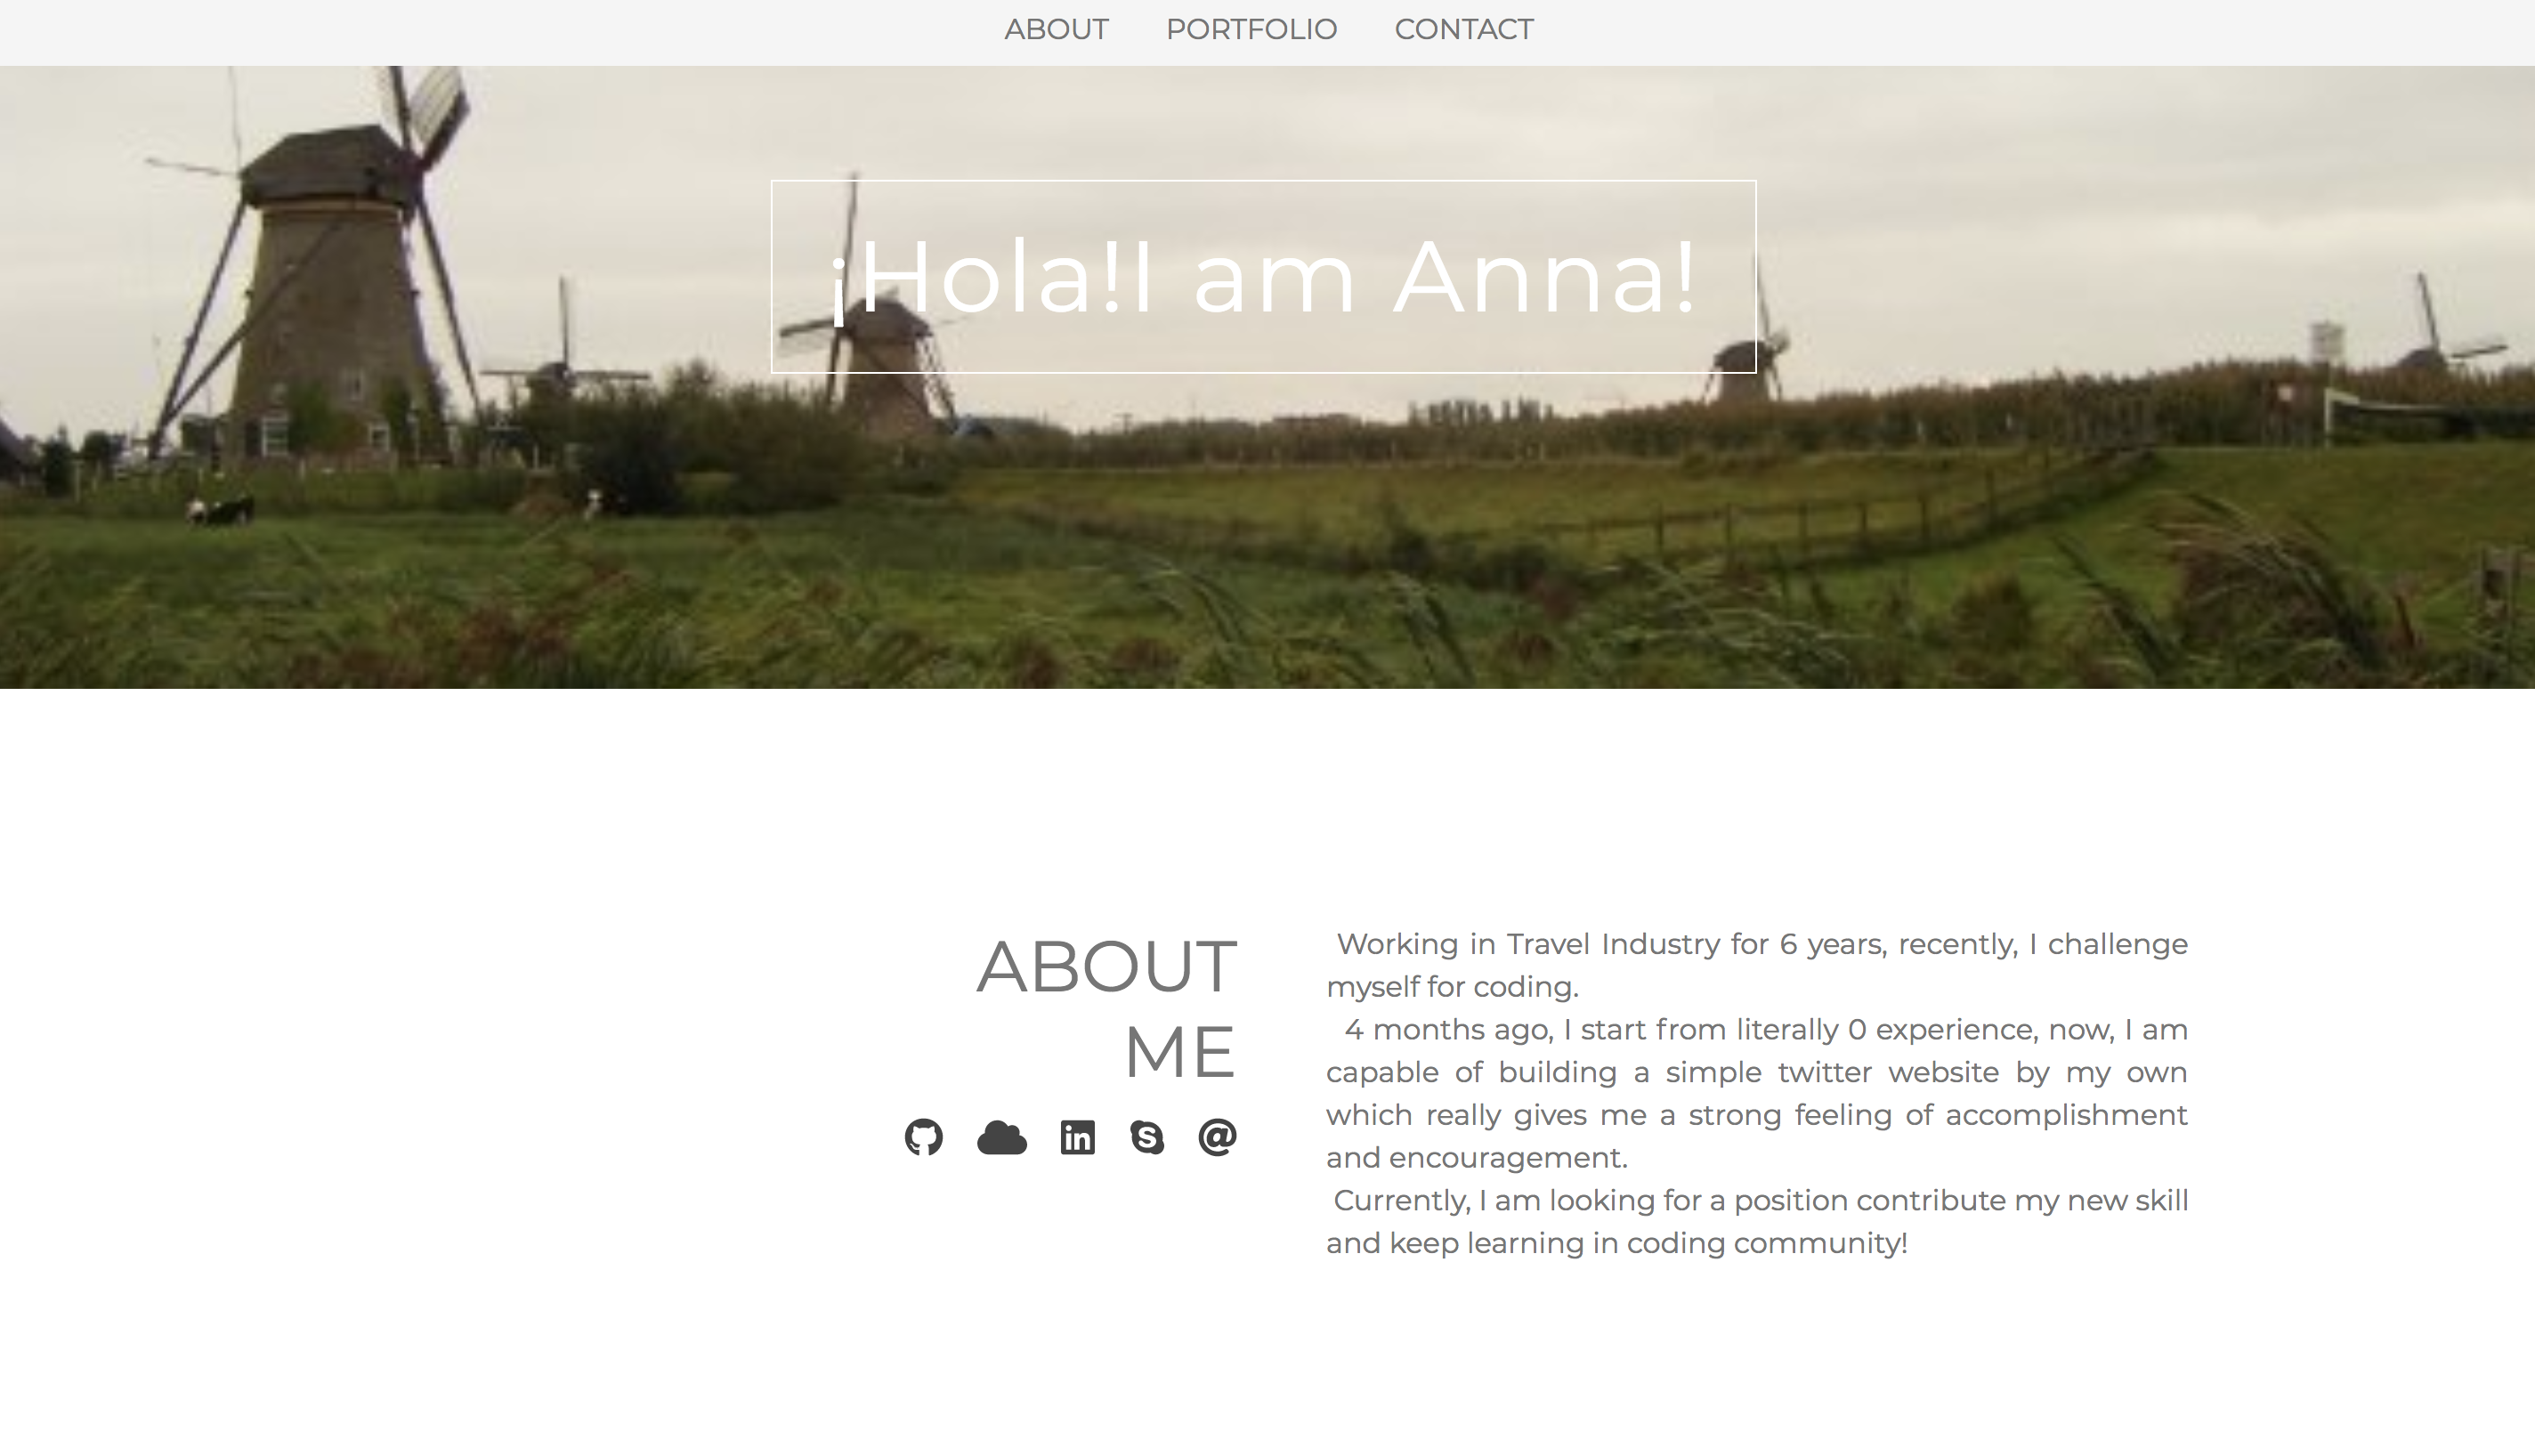 ABOUT PORTFOLIO CONTACT
¡Hola!I am Anna!
ABOUT
ME
Working in Travel Industry for 6 years, recently, I challenge
myself for coding.
4 months ago, I start from literally 0 experience, now, I am
capable of building a simple twitter website by my own
which really gives me a strong feeling of accomplishment
and encouragement.
Currently, I am looking for a position contribute my new skill
and keep learning in coding community!